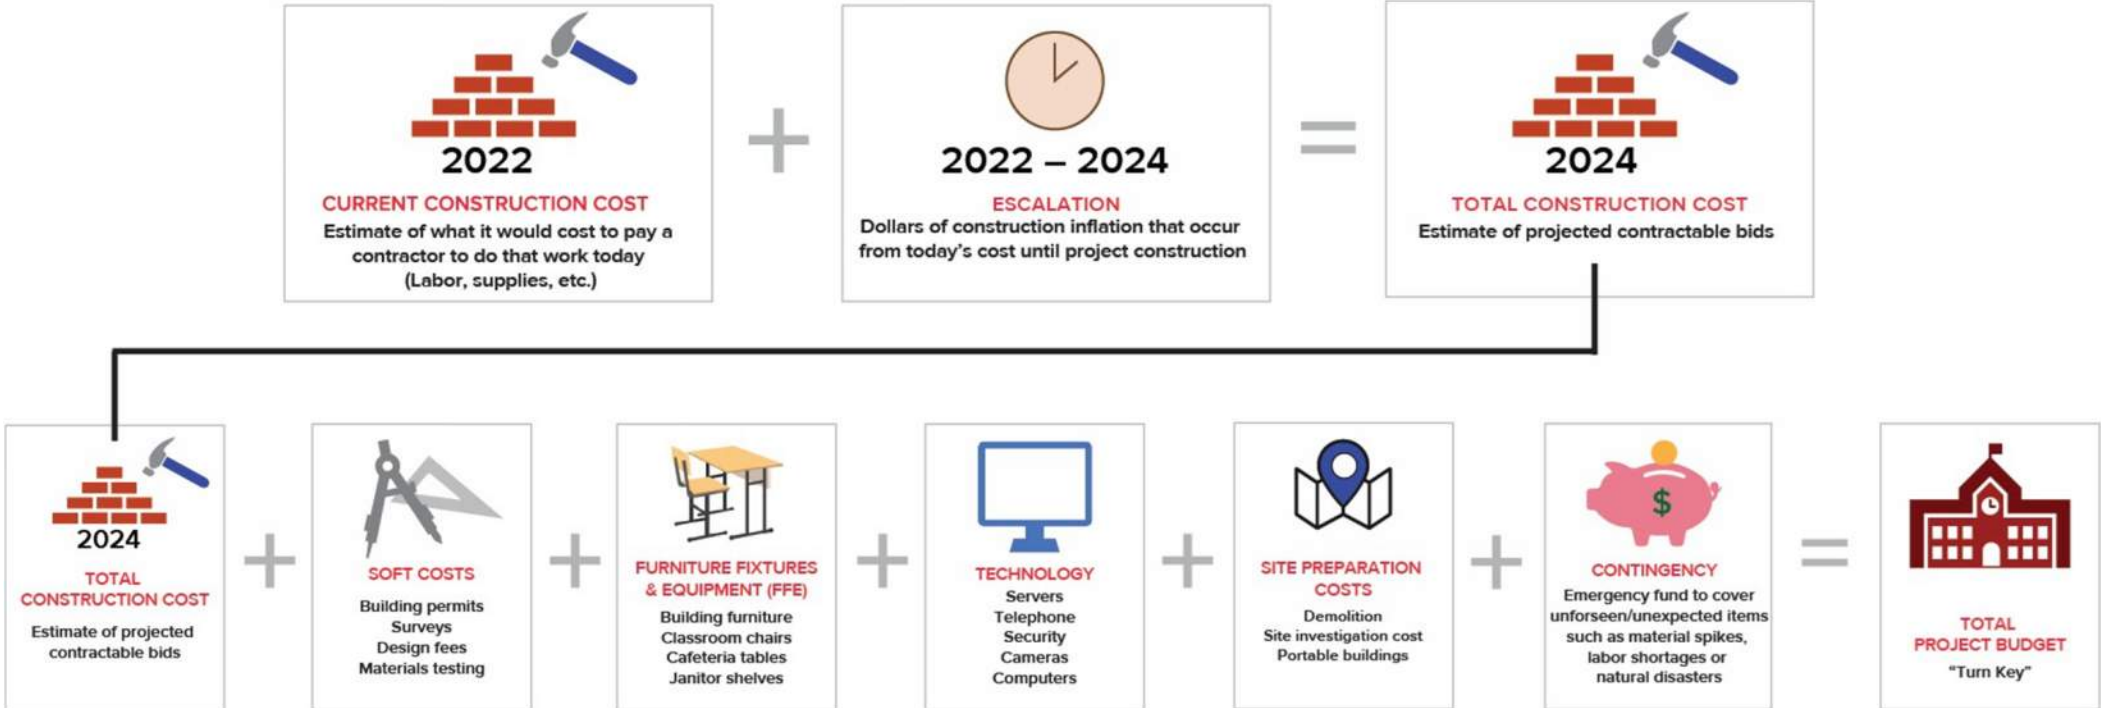 2022
CURRENT CONSTRUCTION COST
Estimate of what it would cost to pay a
contractor to do that work today
(Labor, supplies, etc.)
+
2022 – 2024
ESCALATION
Dollars of construction inflation that occur
from today's cost until project construction
=
2024
TOTAL CONSTRUCTION COST
Estimate of projected contractable bids
2024
TOTAL
CONSTRUCTION COST
Estimate of projected
contractable bids
+
SOFT COSTS
Building permits
Surveys
Design fees
Materials testing
+
FURNITURE FIXTURES
& EQUIPMENT (FFE)
Building furniture
Classroom chairs
Cafeteria tables
Janitor shelves
+
TECHNOLOGY
Servers
Telephone
Security
Cameras
Computers
+
SITE PREPARATION
COSTS
Demolition
Site investigation cost
Portable buildings
+
$
CONTINGENCY
Emergency fund to cover
unforseen/unexpected items
such as material spikes,
labor shortages or
natural disasters
=
TOTAL
PROJECT BUDGET
“Turn Key”